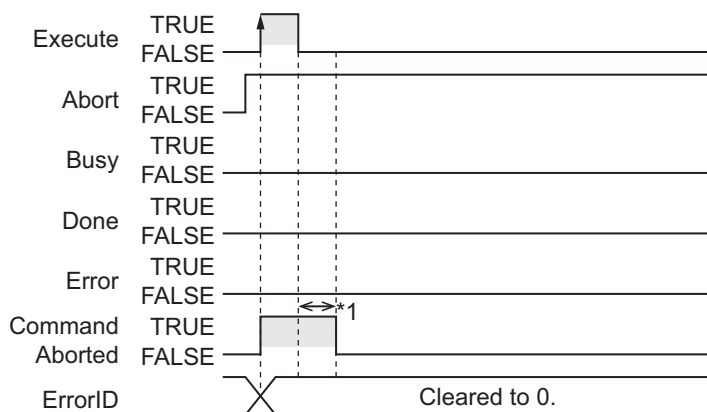 Execute TRUE
FALSE
Abort TRUE
FALSE
Busy TRUE
FALSE
Done TRUE
FALSE
Error TRUE
FALSE
*1
Command TRUE
Aborted FALSE
ErrorID Cleared to 0.